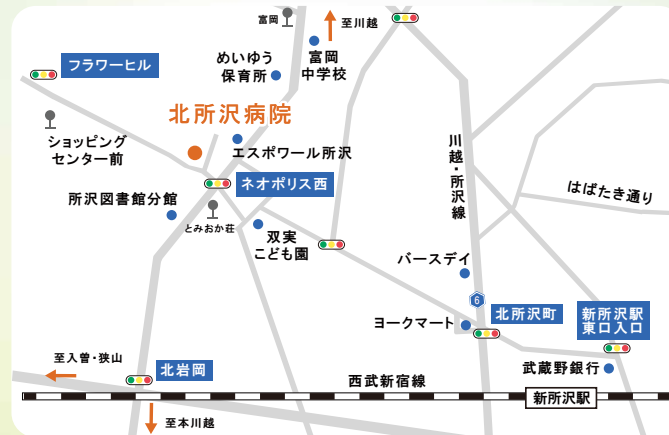 富岡
至川越
フラワーヒル
めいゆう
保育所
富岡
中学校
北所沢病院
ショッピング
センター前
エスポワール所沢
川越・所沢線
ネオポリス西
はばたき通り
所沢図書館分館
とみおか荘
双実
こども園
バースデイ
6
ヨークマート
北所沢町
新所沢駅
東口入口
至入曽・狭山
北岩岡
西武新宿線
武蔵野銀行
新所沢駅
至本川越